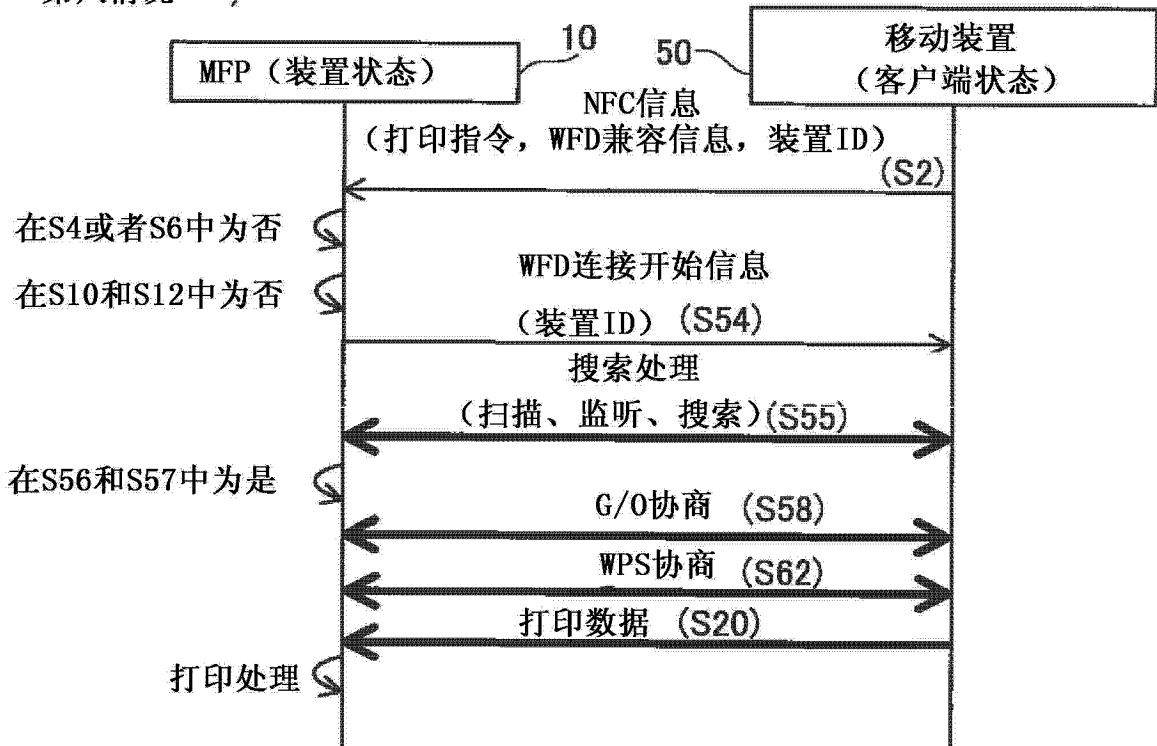 MFP（装置状态）
10
50
移动装置
（客户端状态）
NFC信息
（打印指令，WFD兼容信息，装置ID）
(S2)
在S4或者S6中为否
在S10和S12中为否
WFD连接开始信息
（装置ID）(S54)
搜索处理
（扫描、监听、搜索）(S55)
在S56和S57中为是
G/O协商 (S58)
WPS协商 (S62)
打印数据 (S20)
打印处理